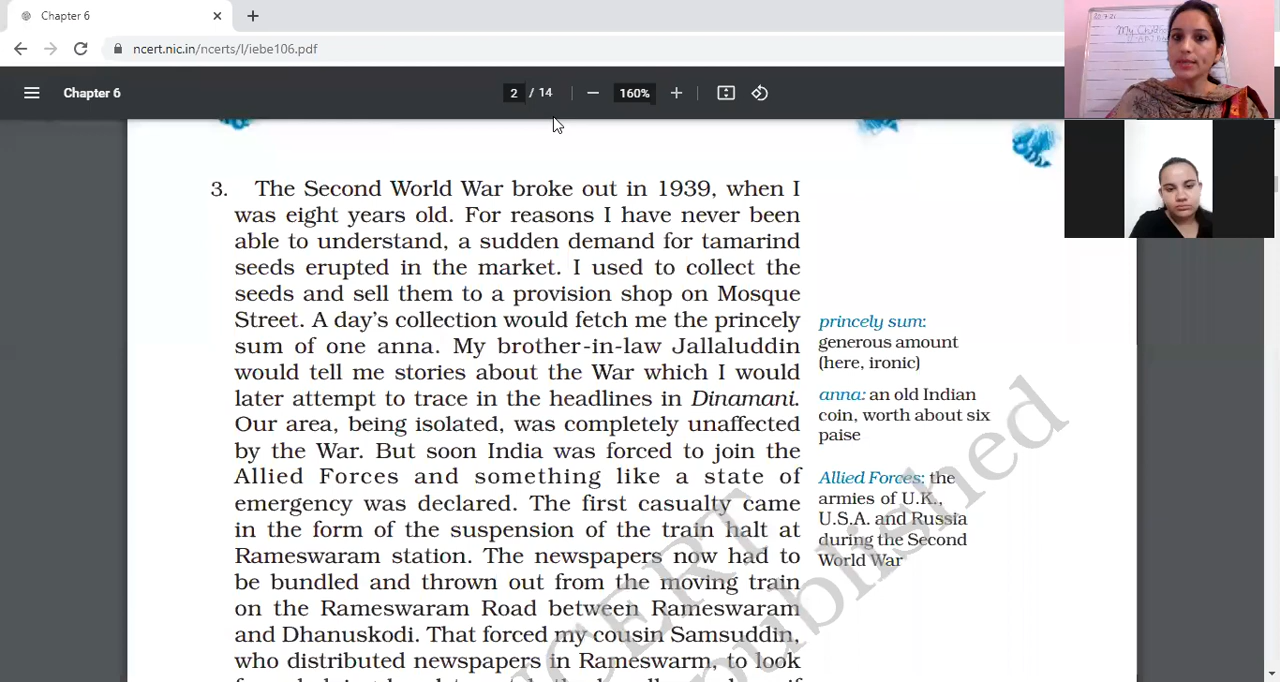 Chapter 6
ncert.nic.in/ncerts/l/iebe106.pdf
Chapter 6
2 / 14
160%
3. The Second World War broke out in 1939, when I
was eight years old. For reasons I have never been
able to understand, a sudden demand for tamarind
seeds erupted in the market. I used to collect the
seeds and sell them to a provision shop on Mosque
Street. A day's collection would fetch me the princely
sum of one anna. My brother-in-law Jallaluddin
would tell me stories about the War which I would
later attempt to trace in the headlines in Dinamani.
Our area, being isolated, was completely unaffected
by the War. But soon India was forced to join the
Allied Forces and something like a state of
emergency was declared. The first casualty came
in the form of the suspension of the train halt at
Rameswaram station. The newspapers now had to
be bundled and thrown out from the moving train
on the Rameswaram Road between Rameswaram
and Dhanuskodi. That forced my cousin Samsuddin,
who distributed newspapers in Rameswarm, to look
princely sum:
generous amount
(here, ironic)
anna: an old Indian
coin, worth about six
paise
Allied Forces: the
armies of U.K.,
U.S.A. and Russia
during the Second
World War
NCERT
published
My